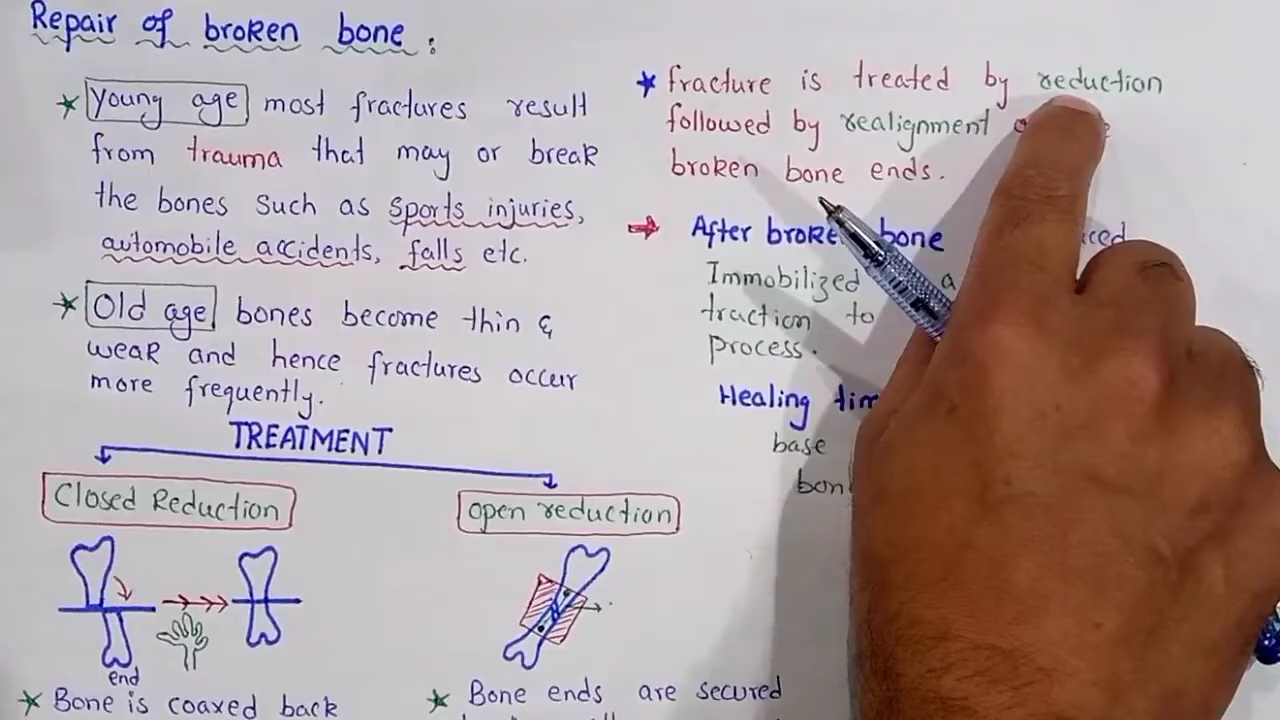 Repair of broken bone :
★ Young age most fractures result
from trauma that may or break
the bones such as sports injuries,
automobile accidents, falls etc.
★ Old age bones become thin &
wear and hence fractures occur
more frequently.
TREATMENT
Closed Reduction
open reduction
end
★ Bone is coaxed back
★ Bone ends are secured
★ fracture is treated by reduction
followed by realignment
broken bone ends.
→ After broken bone
Immobilized
traction to
process.
Healing
base